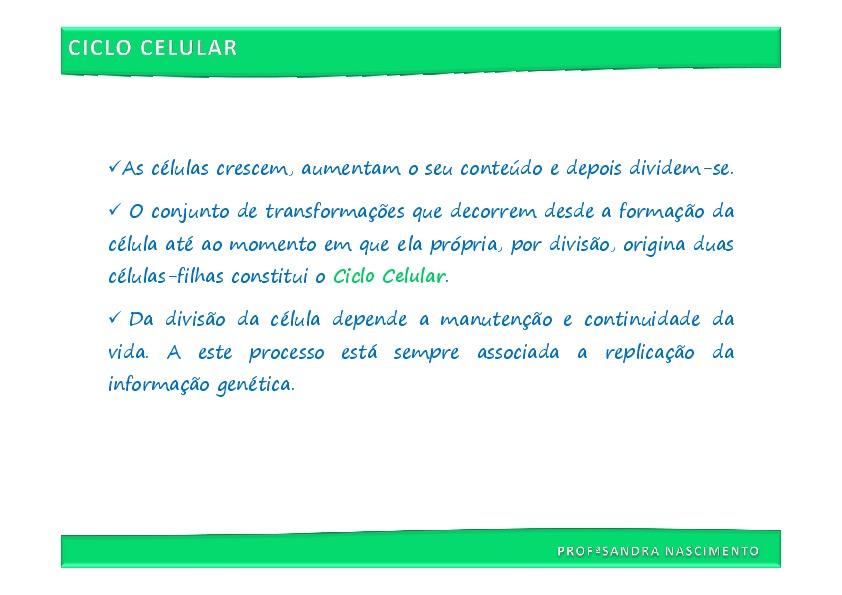 CICLO CELULAR
✓As células crescem, aumentam o seu conteúdo e depois dividem-se.
✓ O conjunto de transformações que decorrem desde a formação da
célula até ao momento em que ela própria, por divisão, origina duas
células-filhas constitui o Ciclo Celular.
✓ Da divisão da célula depende a manutenção e continuidade da
vida. A este processo está sempre associada a replicação da
informação genética.
PROFªSANDRA NASCIMENTO